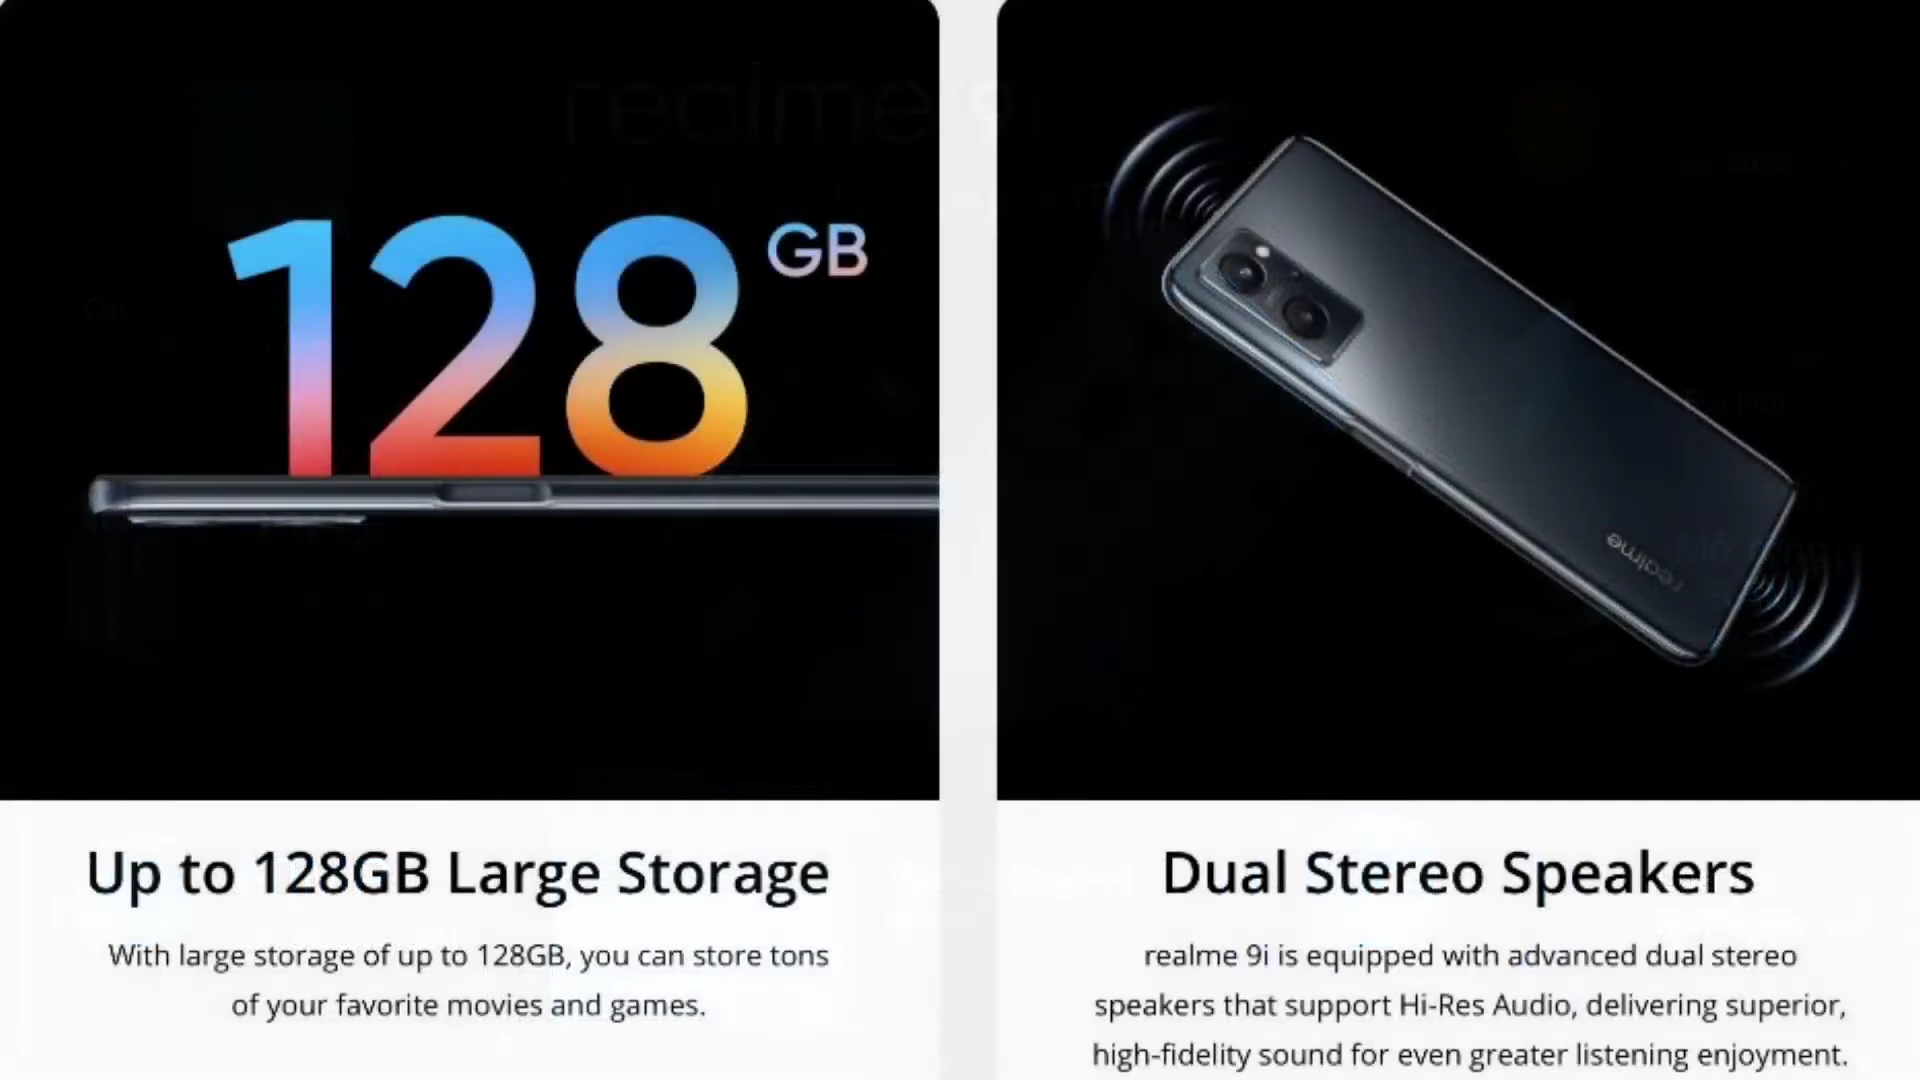 realme 9i
128 GB
realme
Up to 128GB Large Storage
With large storage of up to 128GB, you can store tons
of your favorite movies and games.
Dual Stereo Speakers
realme 9i is equipped with advanced dual stereo
speakers that support Hi-Res Audio, delivering superior,
high-fidelity sound for even greater listening enjoyment.